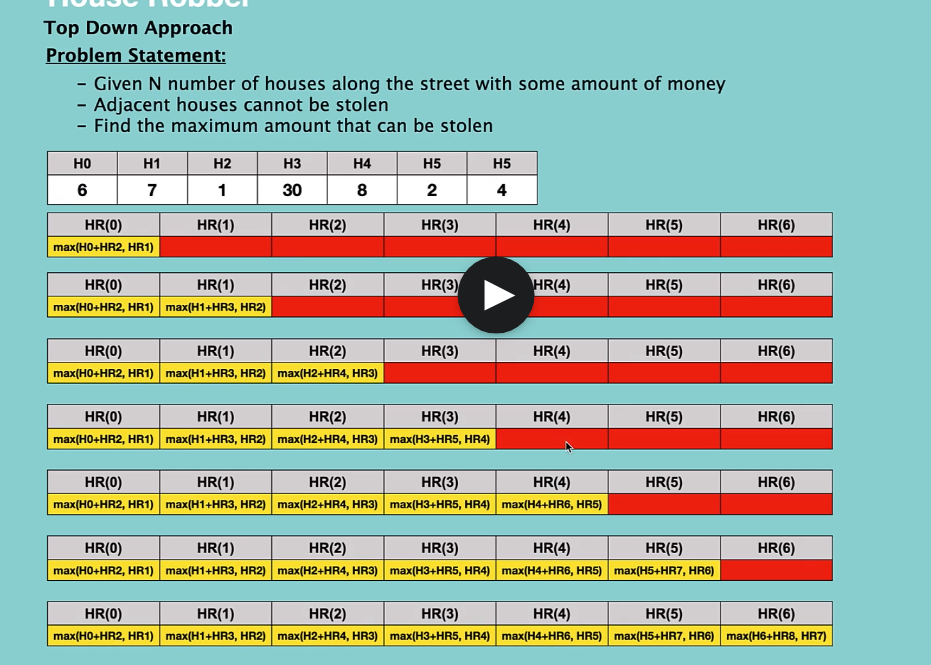 House Robber
Top Down Approach
Problem Statement:
– Given N number of houses along the street with some amount of money
– Adjacent houses cannot be stolen
– Find the maximum amount that can be stolen
H0 H1 H2 H3 H4 H5 H5
6 7 1 30 8 2 4
HR(0) HR(1) HR(2) HR(3) HR(4) HR(5) HR(6)
max(H0+HR2, HR1)
HR(0) HR(1) HR(2) HR(3) HR(4) HR(5) HR(6)
max(H0+HR2, HR1) max(H1+HR3, HR2)
HR(0) HR(1) HR(2) HR(3) HR(4) HR(5) HR(6)
max(H0+HR2, HR1) max(H1+HR3, HR2) max(H2+HR4, HR3)
HR(0) HR(1) HR(2) HR(3) HR(4) HR(5) HR(6)
max(H0+HR2, HR1) max(H1+HR3, HR2) max(H2+HR4, HR3) max(H3+HR5, HR4)
HR(0) HR(1) HR(2) HR(3) HR(4) HR(5) HR(6)
max(H0+HR2, HR1) max(H1+HR3, HR2) max(H2+HR4, HR3) max(H3+HR5, HR4) max(H4+HR6, HR5)
HR(0) HR(1) HR(2) HR(3) HR(4) HR(5) HR(6)
max(H0+HR2, HR1) max(H1+HR3, HR2) max(H2+HR4, HR3) max(H3+HR5, HR4) max(H4+HR6, HR5) max(H5+HR7, HR6)
HR(0) HR(1) HR(2) HR(3) HR(4) HR(5) HR(6)
max(H0+HR2, HR1) max(H1+HR3, HR2) max(H2+HR4, HR3) max(H3+HR5, HR4) max(H4+HR6, HR5) max(H5+HR7, HR6) max(H6+HR8, HR7)